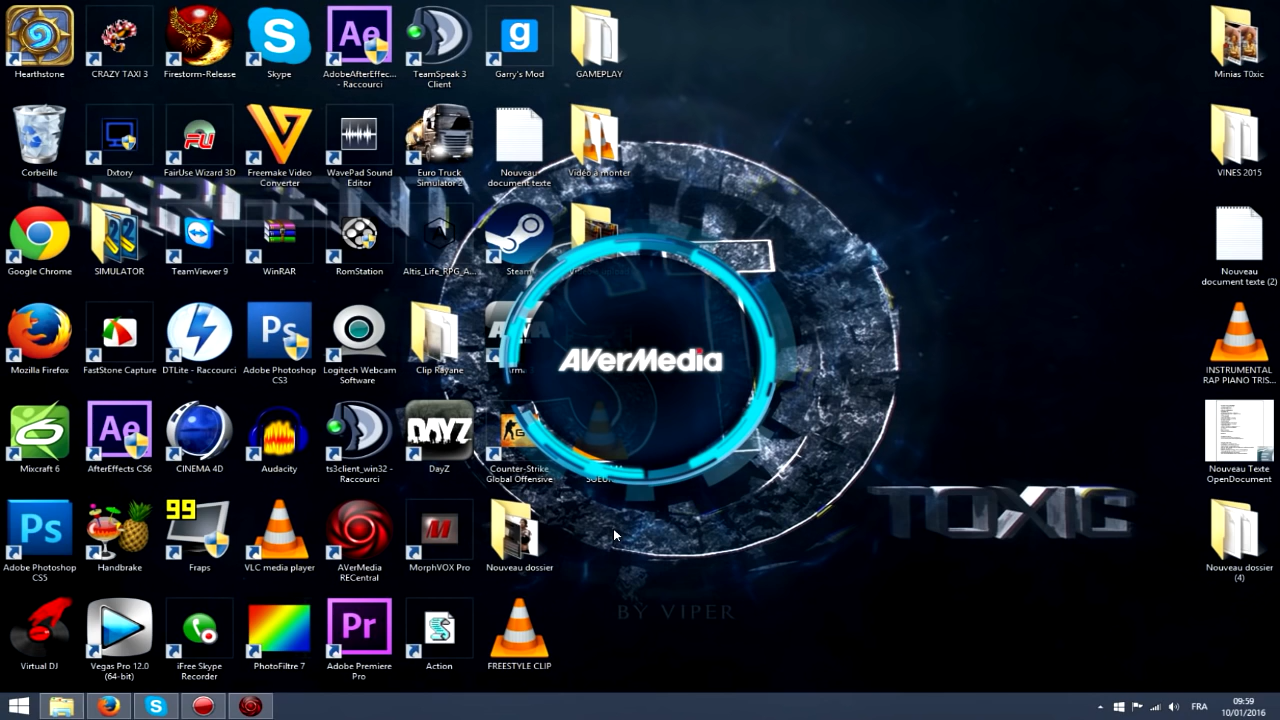 Hearthstone
CRAZY TAXI 3
Firestorm-Release
Skype
AdobeAfterEffec...
- Raccourci
TeamSpeak 3
Client
Garry's Mod
GAMEPLAY
Minias T0xic
Corbeille
Dxtory
FairUse Wizard 3D
Freemake Video
Converter
WavePad Sound
Editor
Euro Truck
Simulator 2
Nouveau
document texte
Vidéo à monter
VINES 2015
Google Chrome
SIMULATOR
TeamViewer 9
WinRAR
RomStation
Altis_Life_RPG_A...
Steam
Nouveau
document texte (2)
AVerMedia
Mozilla Firefox
FastStone Capture
DTLite - Raccourci
Adobe Photoshop
CS3
Logitech Webcam
Software
Clip Rayane
Arma
INSTRUMENTAL
RAP PIANO TRIS...
Mixcraft 6
AfterEffects CS6
CINEMA 4D
Audacity
ts3client_win32 -
Raccourci
DAYZ
DayZ
Counter-Strike
Global Offensive
Nouveau Texte
OpenDocument
TOXIC
99
Adobe Photoshop
CS5
Handbrake
Fraps
VLC media player
AVerMedia
RECentral
MorphVOX Pro
Nouveau dossier
Nouveau dossier
(4)
BY VIPER
Virtual DJ
Vegas Pro 12.0
(64-bit)
iFree Skype
Recorder
PhotoFiltre 7
Adobe Premiere
Pro
Action
FREESTYLE CLIP
FRA
09:59
10/01/2016